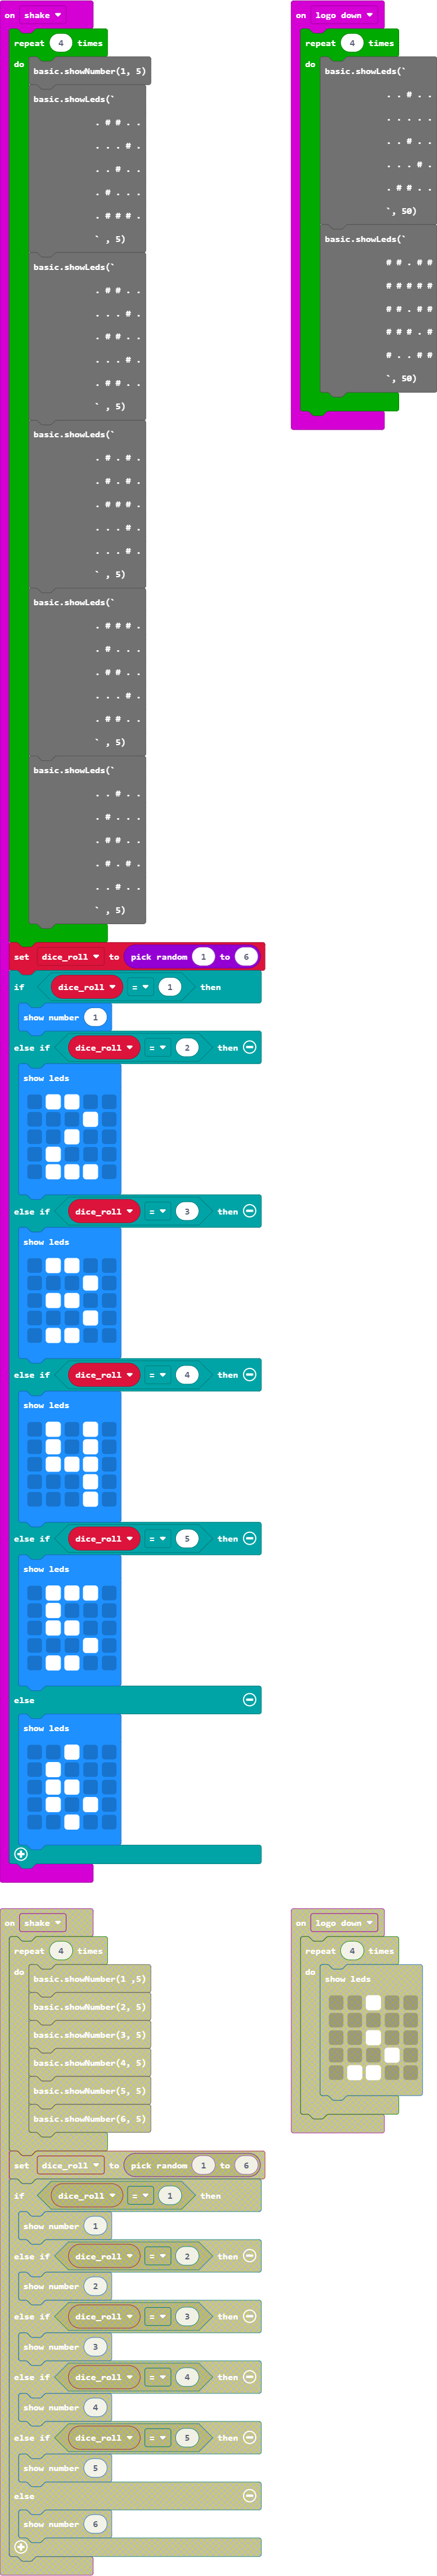 on shake
repeat 4 times
do
basic.showNumber(1, 5)
basic.showLeds(`
. # # . .
. . . # .
. . # . .
. # . . .
. # # # .
` , 5)
basic.showLeds(`
. # # . .
. . . # .
. # # . .
. . . # .
. # # . .
` , 5)
basic.showLeds(`
. # . # .
. # . # .
. # # # .
. . . # .
. . . # .
` , 5)
basic.showLeds(`
. # # # .
. # . . .
. # # . .
. . . # .
. # # . .
` , 5)
basic.showLeds(`
. . # . .
. # . . .
. # # . .
. # . # .
. . # . .
` , 5)
set dice_roll to pick random 1 to 6
if dice_roll = 1 then
show number 1
else if dice_roll = 2 then
show leds
else if dice_roll = 3 then
show leds
else if dice_roll = 4 then
show leds
else if dice_roll = 5 then
show leds
else
show leds
on logo down
repeat 4 times
do
basic.showLeds(`
. . # . .
. . . . .
. . # . .
. . . # .
. # # . .
`, 50)
basic.showLeds(`
# # . # #
# # # # #
# # . # #
# # # . #
# . . # #
`, 50)
on shake
repeat 4 times
do
basic.showNumber(1 ,5)
basic.showNumber(2, 5)
basic.showNumber(3, 5)
basic.showNumber(4, 5)
basic.showNumber(5, 5)
basic.showNumber(6, 5)
set dice_roll to pick random 1 to 6
if dice_roll = 1 then
show number 1
else if dice_roll = 2 then
show number 2
else if dice_roll = 3 then
show number 3
else if dice_roll = 4 then
show number 4
else if dice_roll = 5 then
show number 5
else
show number 6
on logo down
repeat 4 times
do
show leds